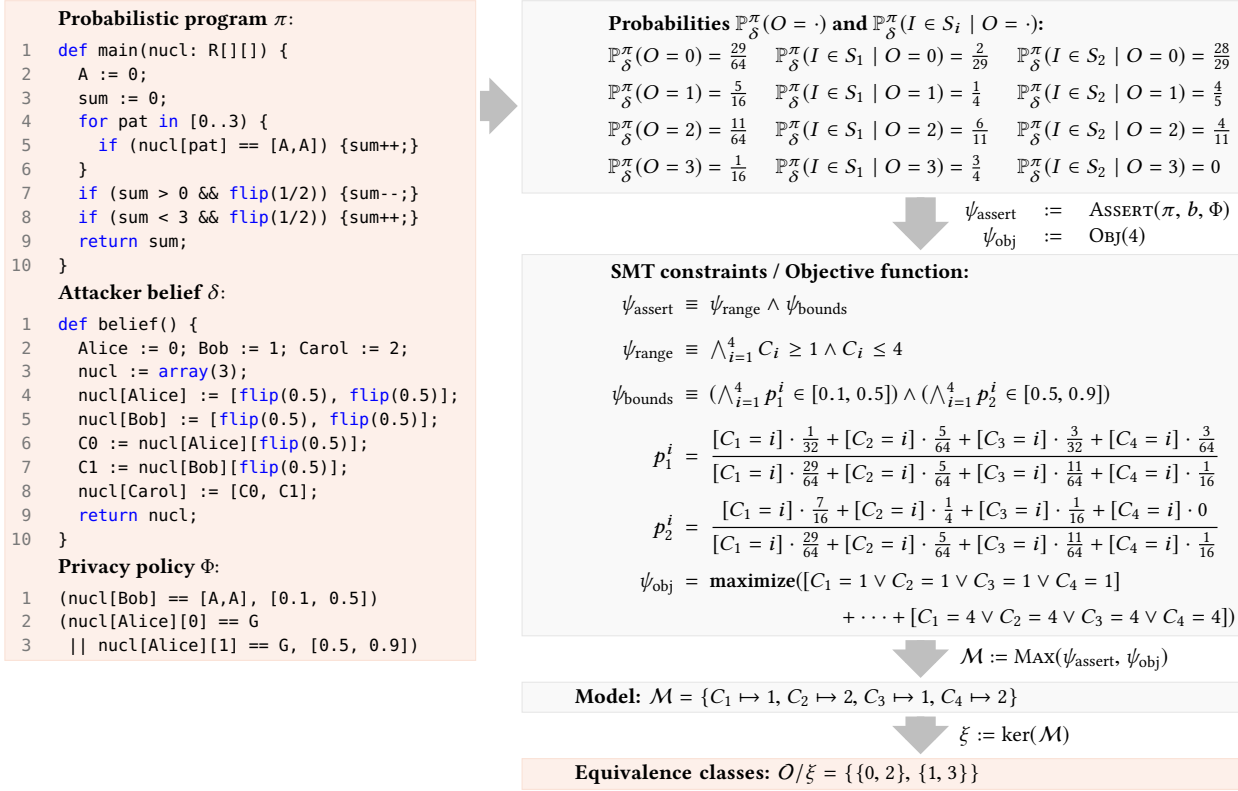 Probabilistic program π:
1 def main(nucl: R[][]) {
2   A := 0;
3   sum := 0;
4   for pat in [0..3) {
5     if (nucl[pat] == [A,A]) {sum++;}
6   }
7   if (sum > 0 && flip(1/2)) {sum--;}
8   if (sum < 3 && flip(1/2)) {sum++;}
9   return sum;
10 }
Attacker belief δ:
1 def belief() {
2   Alice := 0; Bob := 1; Carol := 2;
3   nucl := array(3);
4   nucl[Alice] := [flip(0.5), flip(0.5)];
5   nucl[Bob] := [flip(0.5), flip(0.5)];
6   C0 := nucl[Alice][flip(0.5)];
7   C1 := nucl[Bob][flip(0.5)];
8   nucl[Carol] := [C0, C1];
9   return nucl;
10 }
Privacy policy Φ:
1 (nucl[Bob] == [A,A], [0.1, 0.5])
2 (nucl[Alice][0] == G
3  || nucl[Alice][1] == G, [0.5, 0.9])
Probabilities ℙ^π_δ(O = ·) and ℙ^π_δ(I ∈ S_i | O = ·):
ℙ^π_δ(O = 0) = 29/64 ℙ^π_δ(I ∈ S_1 | O = 0) = 2/29 ℙ^π_δ(I ∈ S_2 | O = 0) = 28/29
ℙ^π_δ(O = 1) = 5/16 ℙ^π_δ(I ∈ S_1 | O = 1) = 1/4 ℙ^π_δ(I ∈ S_2 | O = 1) = 4/5
ℙ^π_δ(O = 2) = 11/64 ℙ^π_δ(I ∈ S_1 | O = 2) = 6/11 ℙ^π_δ(I ∈ S_2 | O = 2) = 4/11
ℙ^π_δ(O = 3) = 1/16 ℙ^π_δ(I ∈ S_1 | O = 3) = 3/4 ℙ^π_δ(I ∈ S_2 | O = 3) = 0
ψ_assert := Assert(π, b, Φ)
ψ_obj := Obj(4)
SMT constraints / Objective function:
ψ_assert ≡ ψ_range ∧ ψ_bounds
ψ_range ≡ ⋀^4_{i=1} C_i ≥ 1 ∧ C_i ≤ 4
ψ_bounds ≡ (⋀^4_{i=1} p^i_1 ∈ [0.1, 0.5]) ∧ (⋀^4_{i=1} p^i_2 ∈ [0.5, 0.9])
p^i_1 = ([C_1 = i] · 1/32 + [C_2 = i] · 5/64 + [C_3 = i] · 3/32 + [C_4 = i] · 3/64) / ([C_1 = i] · 29/64 + [C_2 = i] · 5/64 + [C_3 = i] · 11/64 + [C_4 = i] · 1/16)
p^i_2 = ([C_1 = i] · 7/16 + [C_2 = i] · 1/4 + [C_3 = i] · 1/16 + [C_4 = i] · 0) / ([C_1 = i] · 29/64 + [C_2 = i] · 5/64 + [C_3 = i] · 11/64 + [C_4 = i] · 1/16)
ψ_obj = maximize([C_1 = 1 ∨ C_2 = 1 ∨ C_3 = 1 ∨ C_4 = 1]
+ · · · + [C_1 = 4 ∨ C_2 = 4 ∨ C_3 = 4 ∨ C_4 = 4])
M := Max(ψ_assert, ψ_obj)
Model: M = {C_1 ↦ 1, C_2 ↦ 2, C_3 ↦ 1, C_4 ↦ 2}
ξ := ker(M)
Equivalence classes: O/ξ = {{0, 2}, {1, 3}}